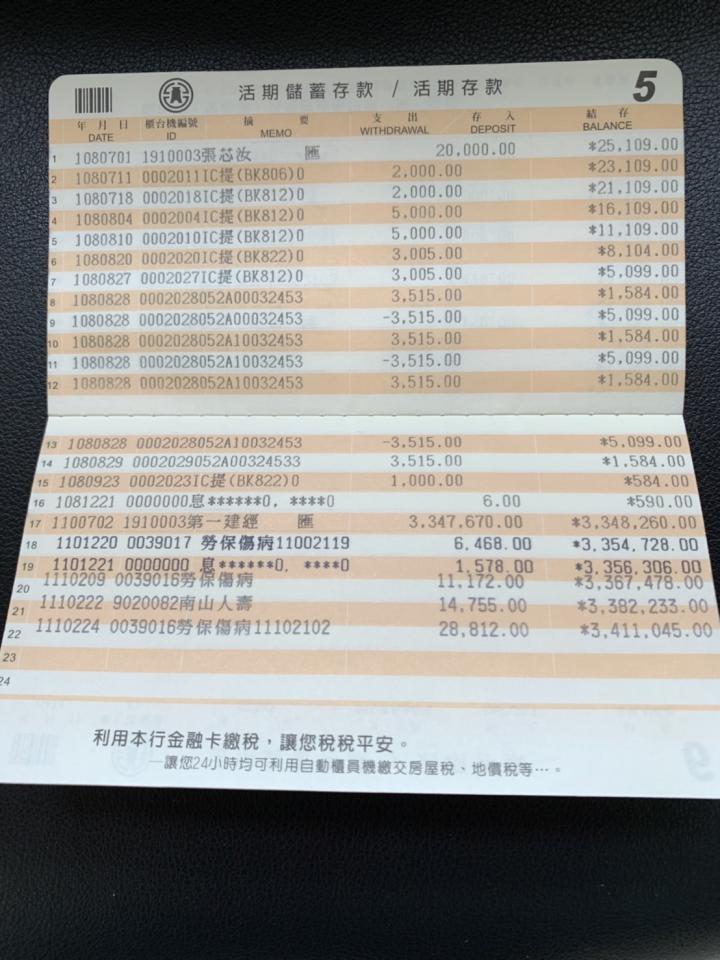 活期儲蓄存款 / 活期存款 5
年 月 日 櫃台機編號 摘 要 支 出 存 入 結 存
DATE ID MEMO WITHDRAWAL DEPOSIT BALANCE
1 1080701 1910003張芯汝 匯 20,000.00 *25,109.00
2 1080711 0002011IC提(BK806)0 2,000.00 *23,109.00
3 1080718 0002018IC提(BK812)0 2,000.00 *21,109.00
4 1080804 0002004IC提(BK812)0 5,000.00 *16,109.00
5 1080810 0002010IC提(BK812)0 5,000.00 *11,109.00
6 1080820 0002020IC提(BK822)0 3,005.00 *8,104.00
7 1080827 0002027IC提(BK812)0 3,005.00 *5,099.00
8 1080828 0002028052A00032453 3,515.00 *1,584.00
9 1080828 0002028052A00032453 -3,515.00 *5,099.00
10 1080828 0002028052A10032453 3,515.00 *1,584.00
11 1080828 0002028052A10032453 -3,515.00 *5,099.00
12 1080828 0002028052A10032453 3,515.00 *1,584.00
13 1080828 0002028052A10032453 -3,515.00 *5,099.00
14 1080829 0002029052A00324533 3,515.00 *1,584.00
15 1080923 0002023IC提(BK822)0 1,000.00 *584.00
16 1081221 0000000息******0, ****0 6.00 *590.00
17 1100702 1910003第一建經 匯 3,347,670.00 *3,348,260.00
18 1101220 0039017 勞保傷病11002119 6,468.00 *3,354,728.00
19 1101221 0000000 息******0, ****0 1,578.00 *3,356,306.00
20 1110209 0039016勞保傷病 11,172.00 *3,367,478.00
21 1110222 9020082南山人壽 14,755.00 *3,382,233.00
22 1110224 0039016勞保傷病11102102 28,812.00 *3,411,045.00
23
24
利用本行金融卡繳稅，讓您稅稅平安。
—讓您24小時均可利用自動櫃員機繳交房屋稅、地價稅等…。